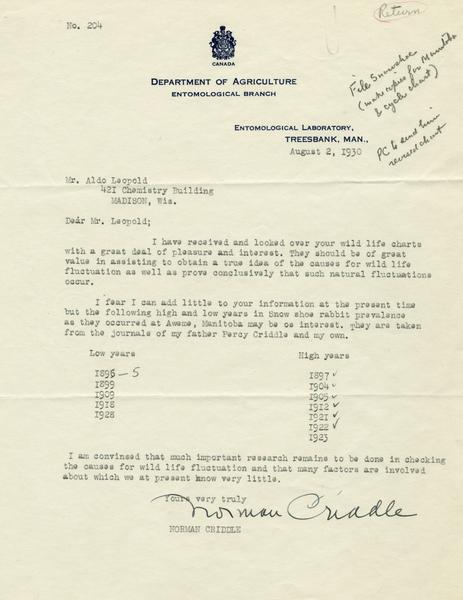 No. 204
Return
CANADA
DEPARTMENT OF AGRICULTURE
ENTOMOLOGICAL BRANCH
File Snowshoe
(make copies for Manitoba
& cycle chart)
PC to send him
revised chart
ENTOMOLOGICAL LABORATORY,
TREESBANK, MAN.,
August 2, 1930
Mr. Aldo Leopold
421 Chemistry Building
MADISON, Wis.
Dear Mr. Leopold;
I have received and looked over your wild life charts
with a great deal of pleasure and interest. They should be of great
value in assisting to obtain a true idea of the causes for wild life
fluctuation as well as prove conclusively that such natural fluctuations
occur.
I fear I can add little to your information at the present time
but the following high and low years in Snow shoe rabbit prevalence
as they occurred at Aweme, Manitoba may be os interest. They are taken
from the journals of my father Percy Criddle and my own.
Low years High years
1895 – 5 1897 ✓
1899 1904 ✓
1909 1905 ✓
1918 1912 ✓
1928 1921 ✓
1922 ✓
1923
I am convinsed that much important research remains to be done in checking
the causes for wild life fluctuation and that many factors are involved
about which we at present know very little.
Yours very truly
Norman Criddle
NORMAN CRIDDLE